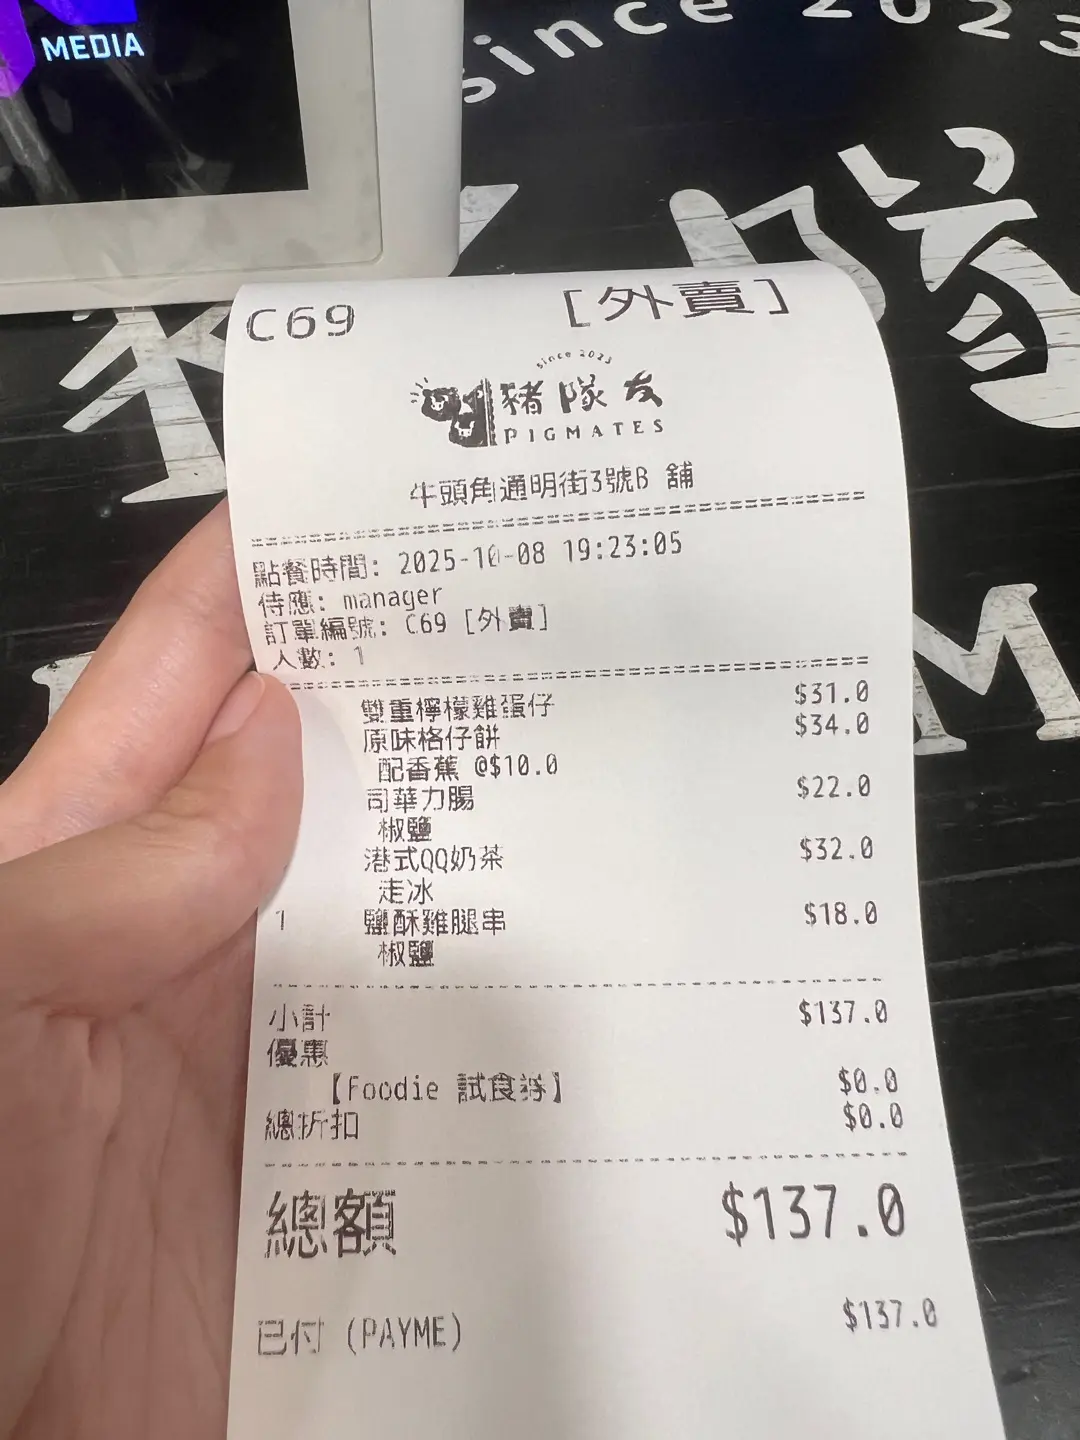 MEDIA
since 2023
隊
M
C69 [外賣]
since 2023
豬隊友
PIGMATES
牛頭角通明街3號B 舖
點餐時間: 2025-10-08 19:23:05
侍應: manager
訂單編號: C69 [外賣]
人數: 1
雙重檸檬雞蛋仔 $31.0
原味格仔餅 $34.0
配香蕉 @$10.0
司華力腸 $22.0
椒鹽
港式QQ奶茶 $32.0
走冰
1 鹽酥雞腿串 $18.0
椒鹽
小計 $137.0
優惠
【Foodie 試食券】 $0.0
總折扣 $0.0
總額 $137.0
已付 (PAYME) $137.0